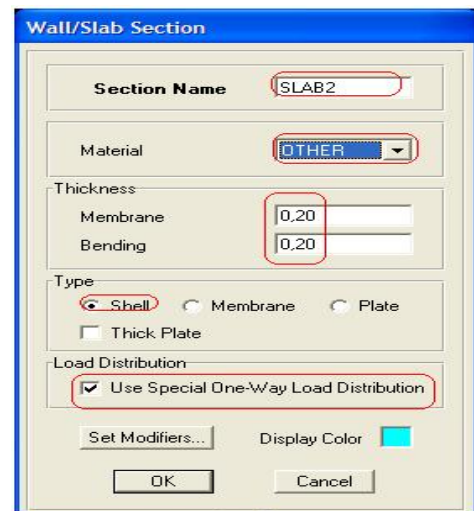 Wall/Slab Section
Section Name SLAB2
Material OTHER
Thickness
Membrane 0,20
Bending 0,20
Type
Shell Membrane Plate
Thick Plate
Load Distribution
Use Special One-Way Load Distribution
Set Modifiers... Display Color
OK Cancel